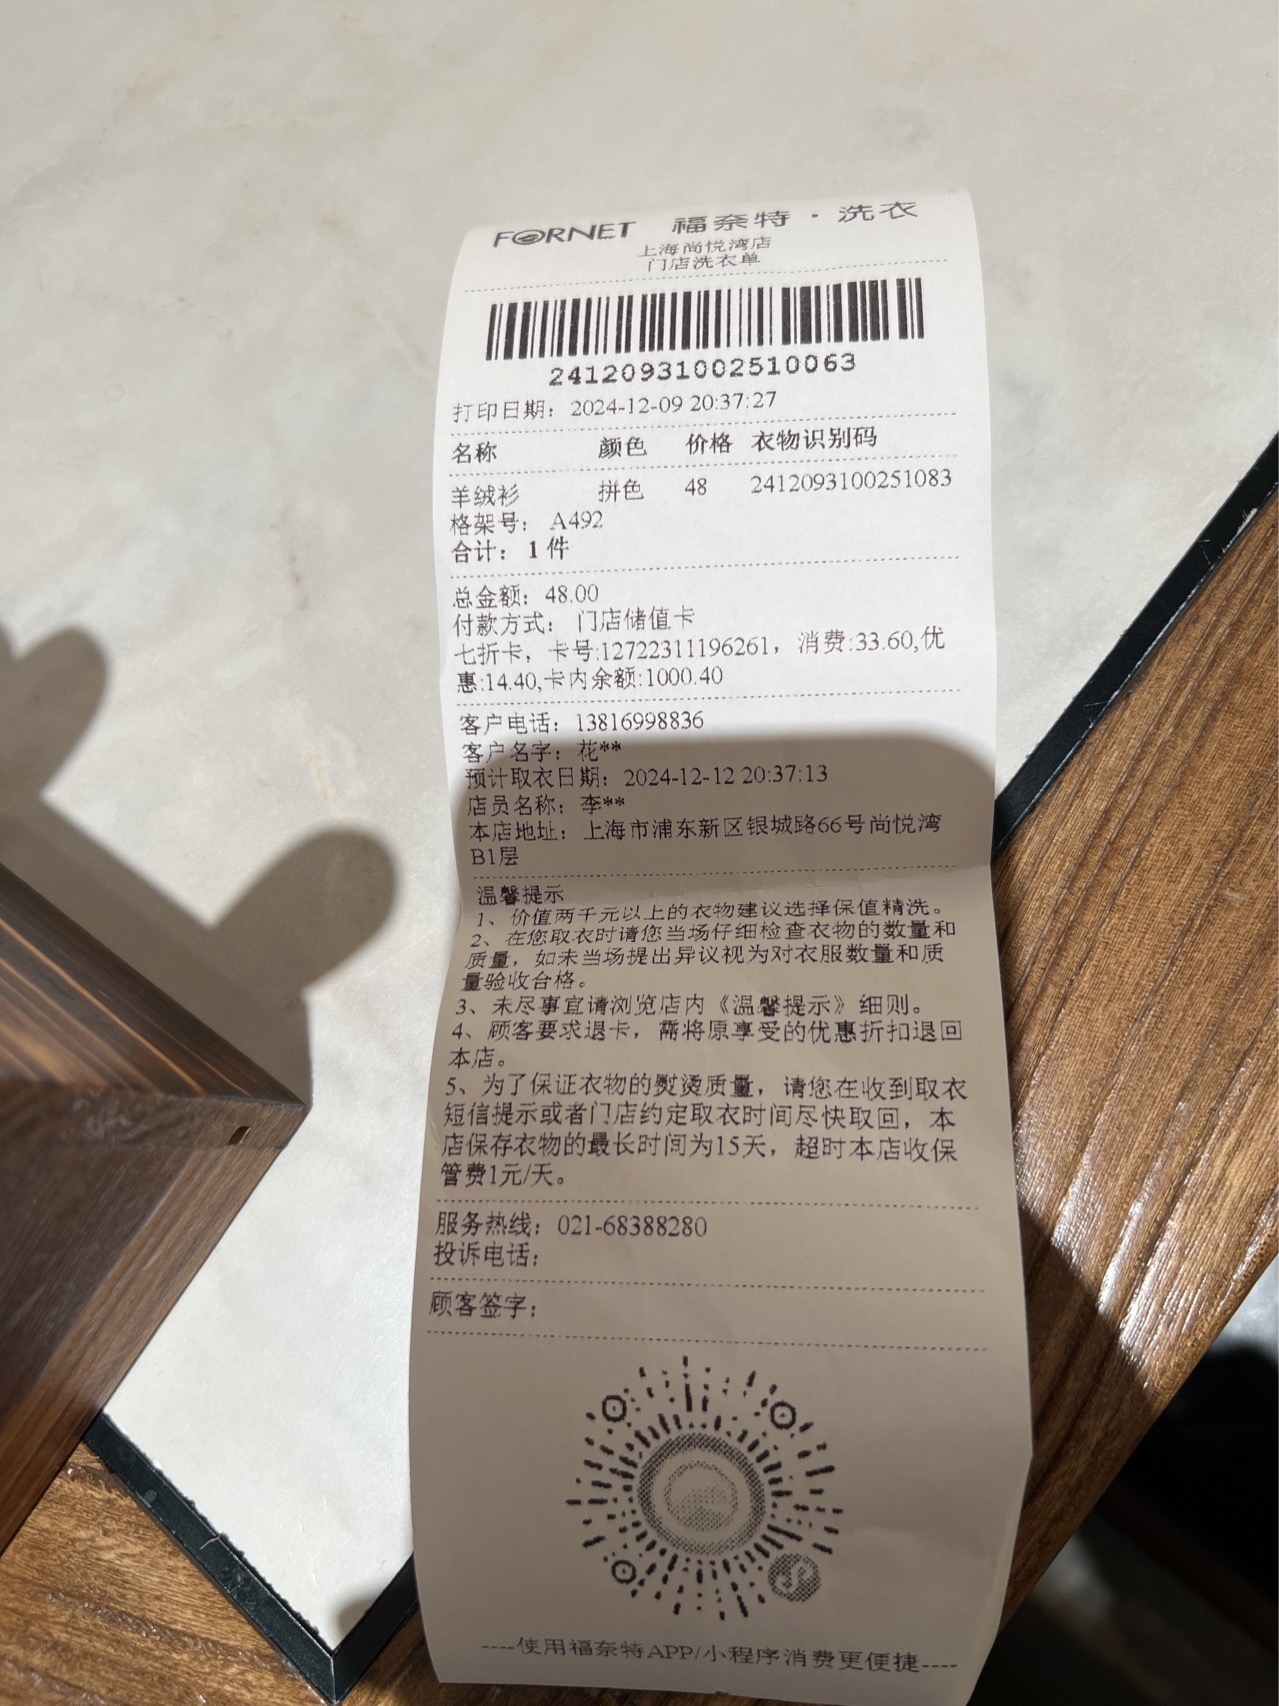 FORNET 福奈特·洗衣
上海尚悦湾店
门店洗衣单
24120931002510063
打印日期: 2024-12-09 20:37:27
名称 颜色 价格 衣物识别码
羊绒衫 拼色 48 2412093100251083
格架号: A492
合计: 1 件
总金额: 48.00
付款方式: 门店储值卡
七折卡, 卡号:12722311196261, 消费:33.60,优
惠:14.40,卡内余额:1000.40
客户电话: 13816998836
客户名字: 花**
预计取衣日期: 2024-12-12 20:37:13
店员名称: 李**
本店地址: 上海市浦东新区银城路66号尚悦湾
B1层
温馨提示
1、价值两千元以上的衣物建议选择保值精洗。
2、在您取衣时请您当场仔细检查衣物的数量和
质量，如未当场提出异议视为对衣服数量和质
量验收合格。
3、未尽事宜请浏览店内《温馨提示》细则。
4、顾客要求退卡，需将原享受的优惠折扣退回
本店。
5、为了保证衣物的熨烫质量，请您在收到取衣
短信提示或者门店约定取衣时间尽快取回，本
店保存衣物的最长时间为15天，超时本店收保
管费1元/天。
服务热线: 021-68388280
投诉电话:
顾客签字:
----使用福奈特APP/小程序消费更便捷----